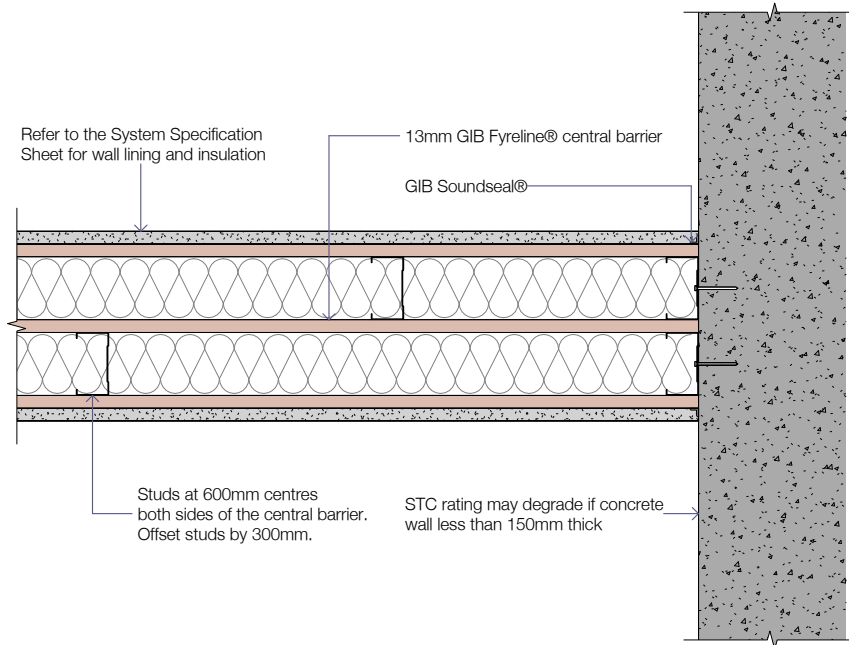 Refer to the System Specification
Sheet for wall lining and insulation
13mm GIB Fyreline® central barrier
GIB Soundseal®
Studs at 600mm centres
both sides of the central barrier.
Offset studs by 300mm.
STC rating may degrade if concrete
wall less than 150mm thick